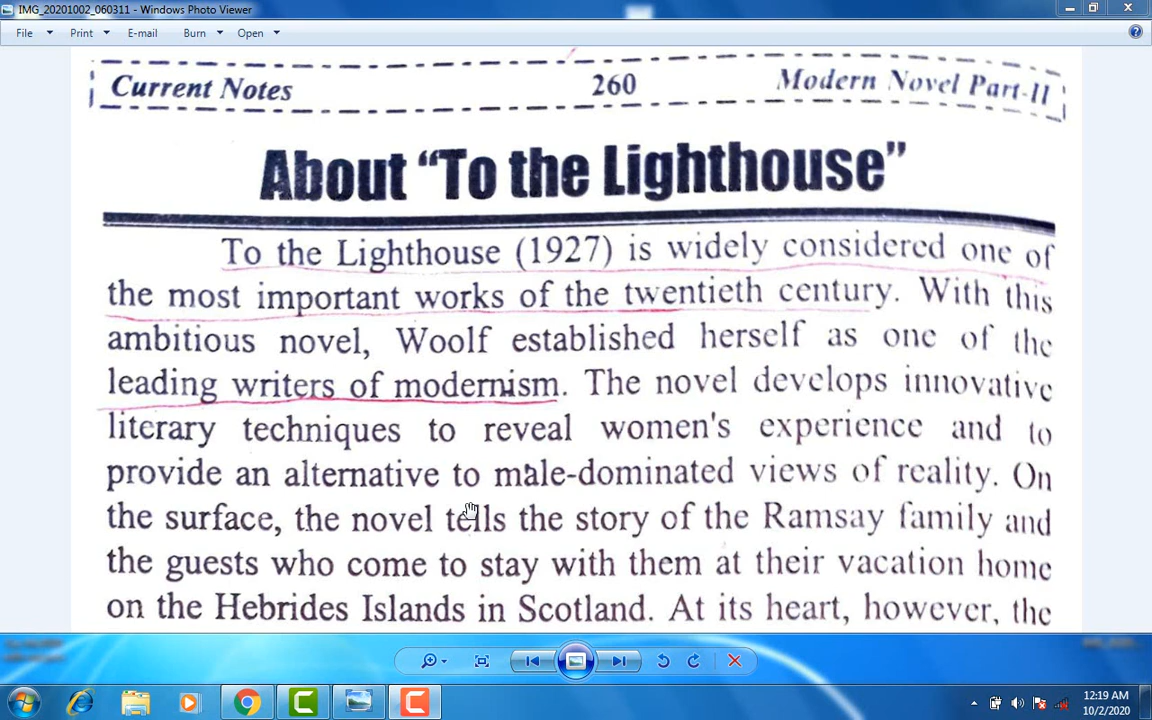 IMG_20201002_060311 - Windows Photo Viewer
File Print E-mail Burn Open
Current Notes 260 Modern Novel Part-II
About “To the Lighthouse”
To the Lighthouse (1927) is widely considered one of
the most important works of the twentieth century. With this
ambitious novel, Woolf established herself as one of the
leading writers of modernism. The novel develops innovative
literary techniques to reveal women's experience and to
provide an alternative to male-dominated views of reality. On
the surface, the novel tells the story of the Ramsay family and
the guests who come to stay with them at their vacation home
on the Hebrides Islands in Scotland. At its heart, however, the
12:19 AM
10/2/2020